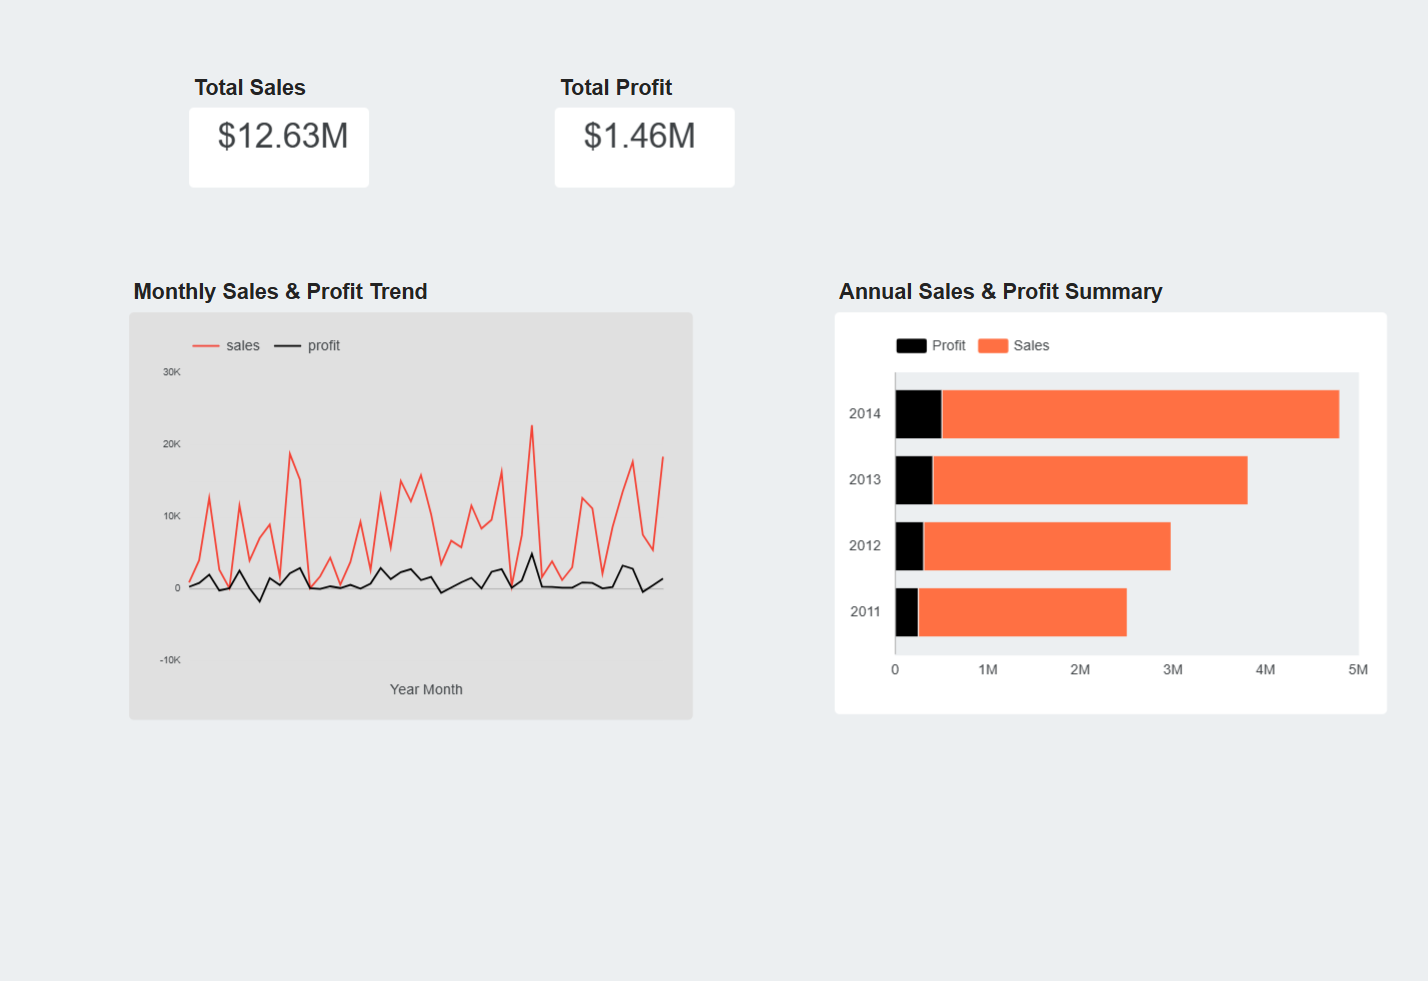 Total Sales
$12.63M
Total Profit
$1.46M
Monthly Sales & Profit Trend
sales
profit
30K
20K
10K
0
-10K
Year Month
Annual Sales & Profit Summary
Profit
Sales
2014
2013
2012
2011
0 1M 2M 3M 4M 5M